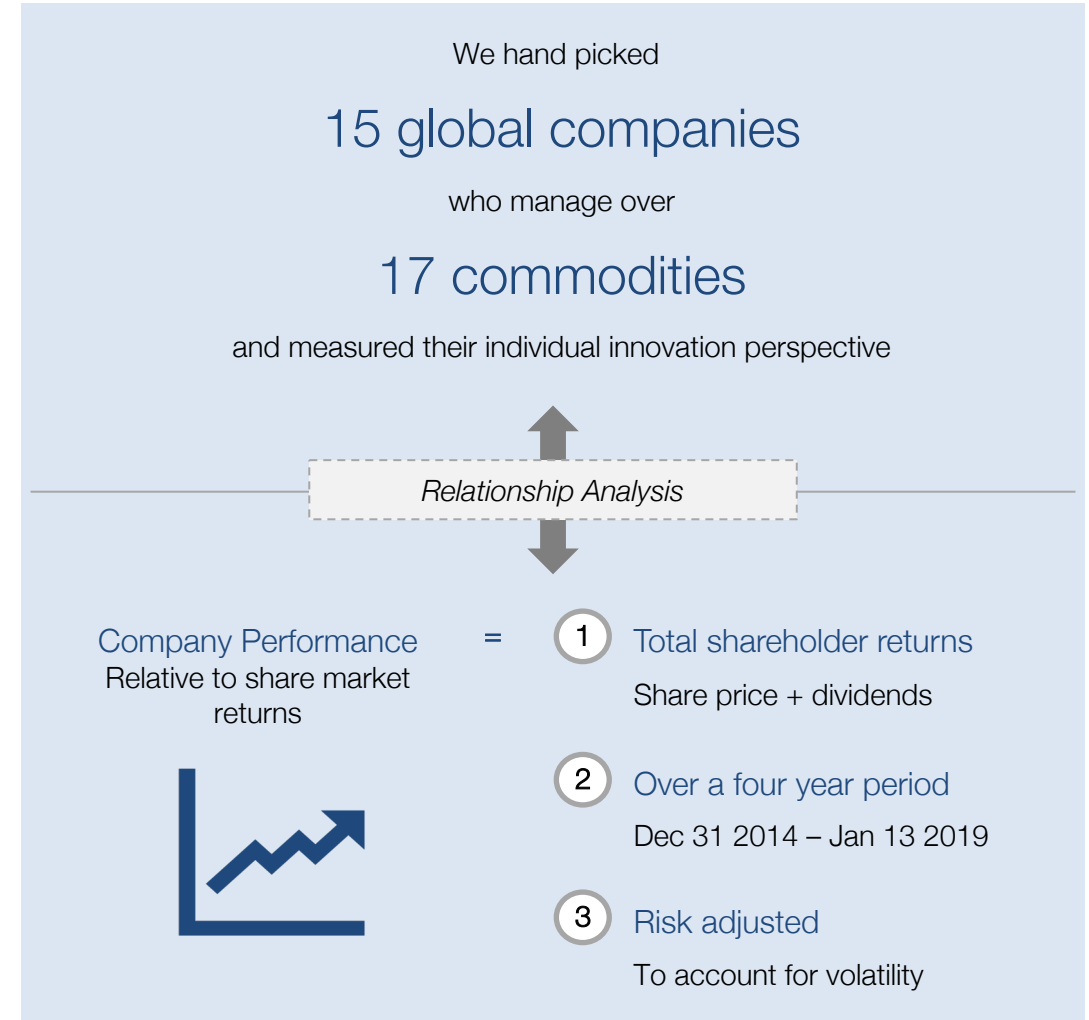 We hand picked
15 global companies
who manage over
17 commodities
and measured their individual innovation perspective
Relationship Analysis
Company Performance
Relative to share market
returns
=
1 Total shareholder returns
Share price + dividends
2 Over a four year period
Dec 31 2014 – Jan 13 2019
3 Risk adjusted
To account for volatility